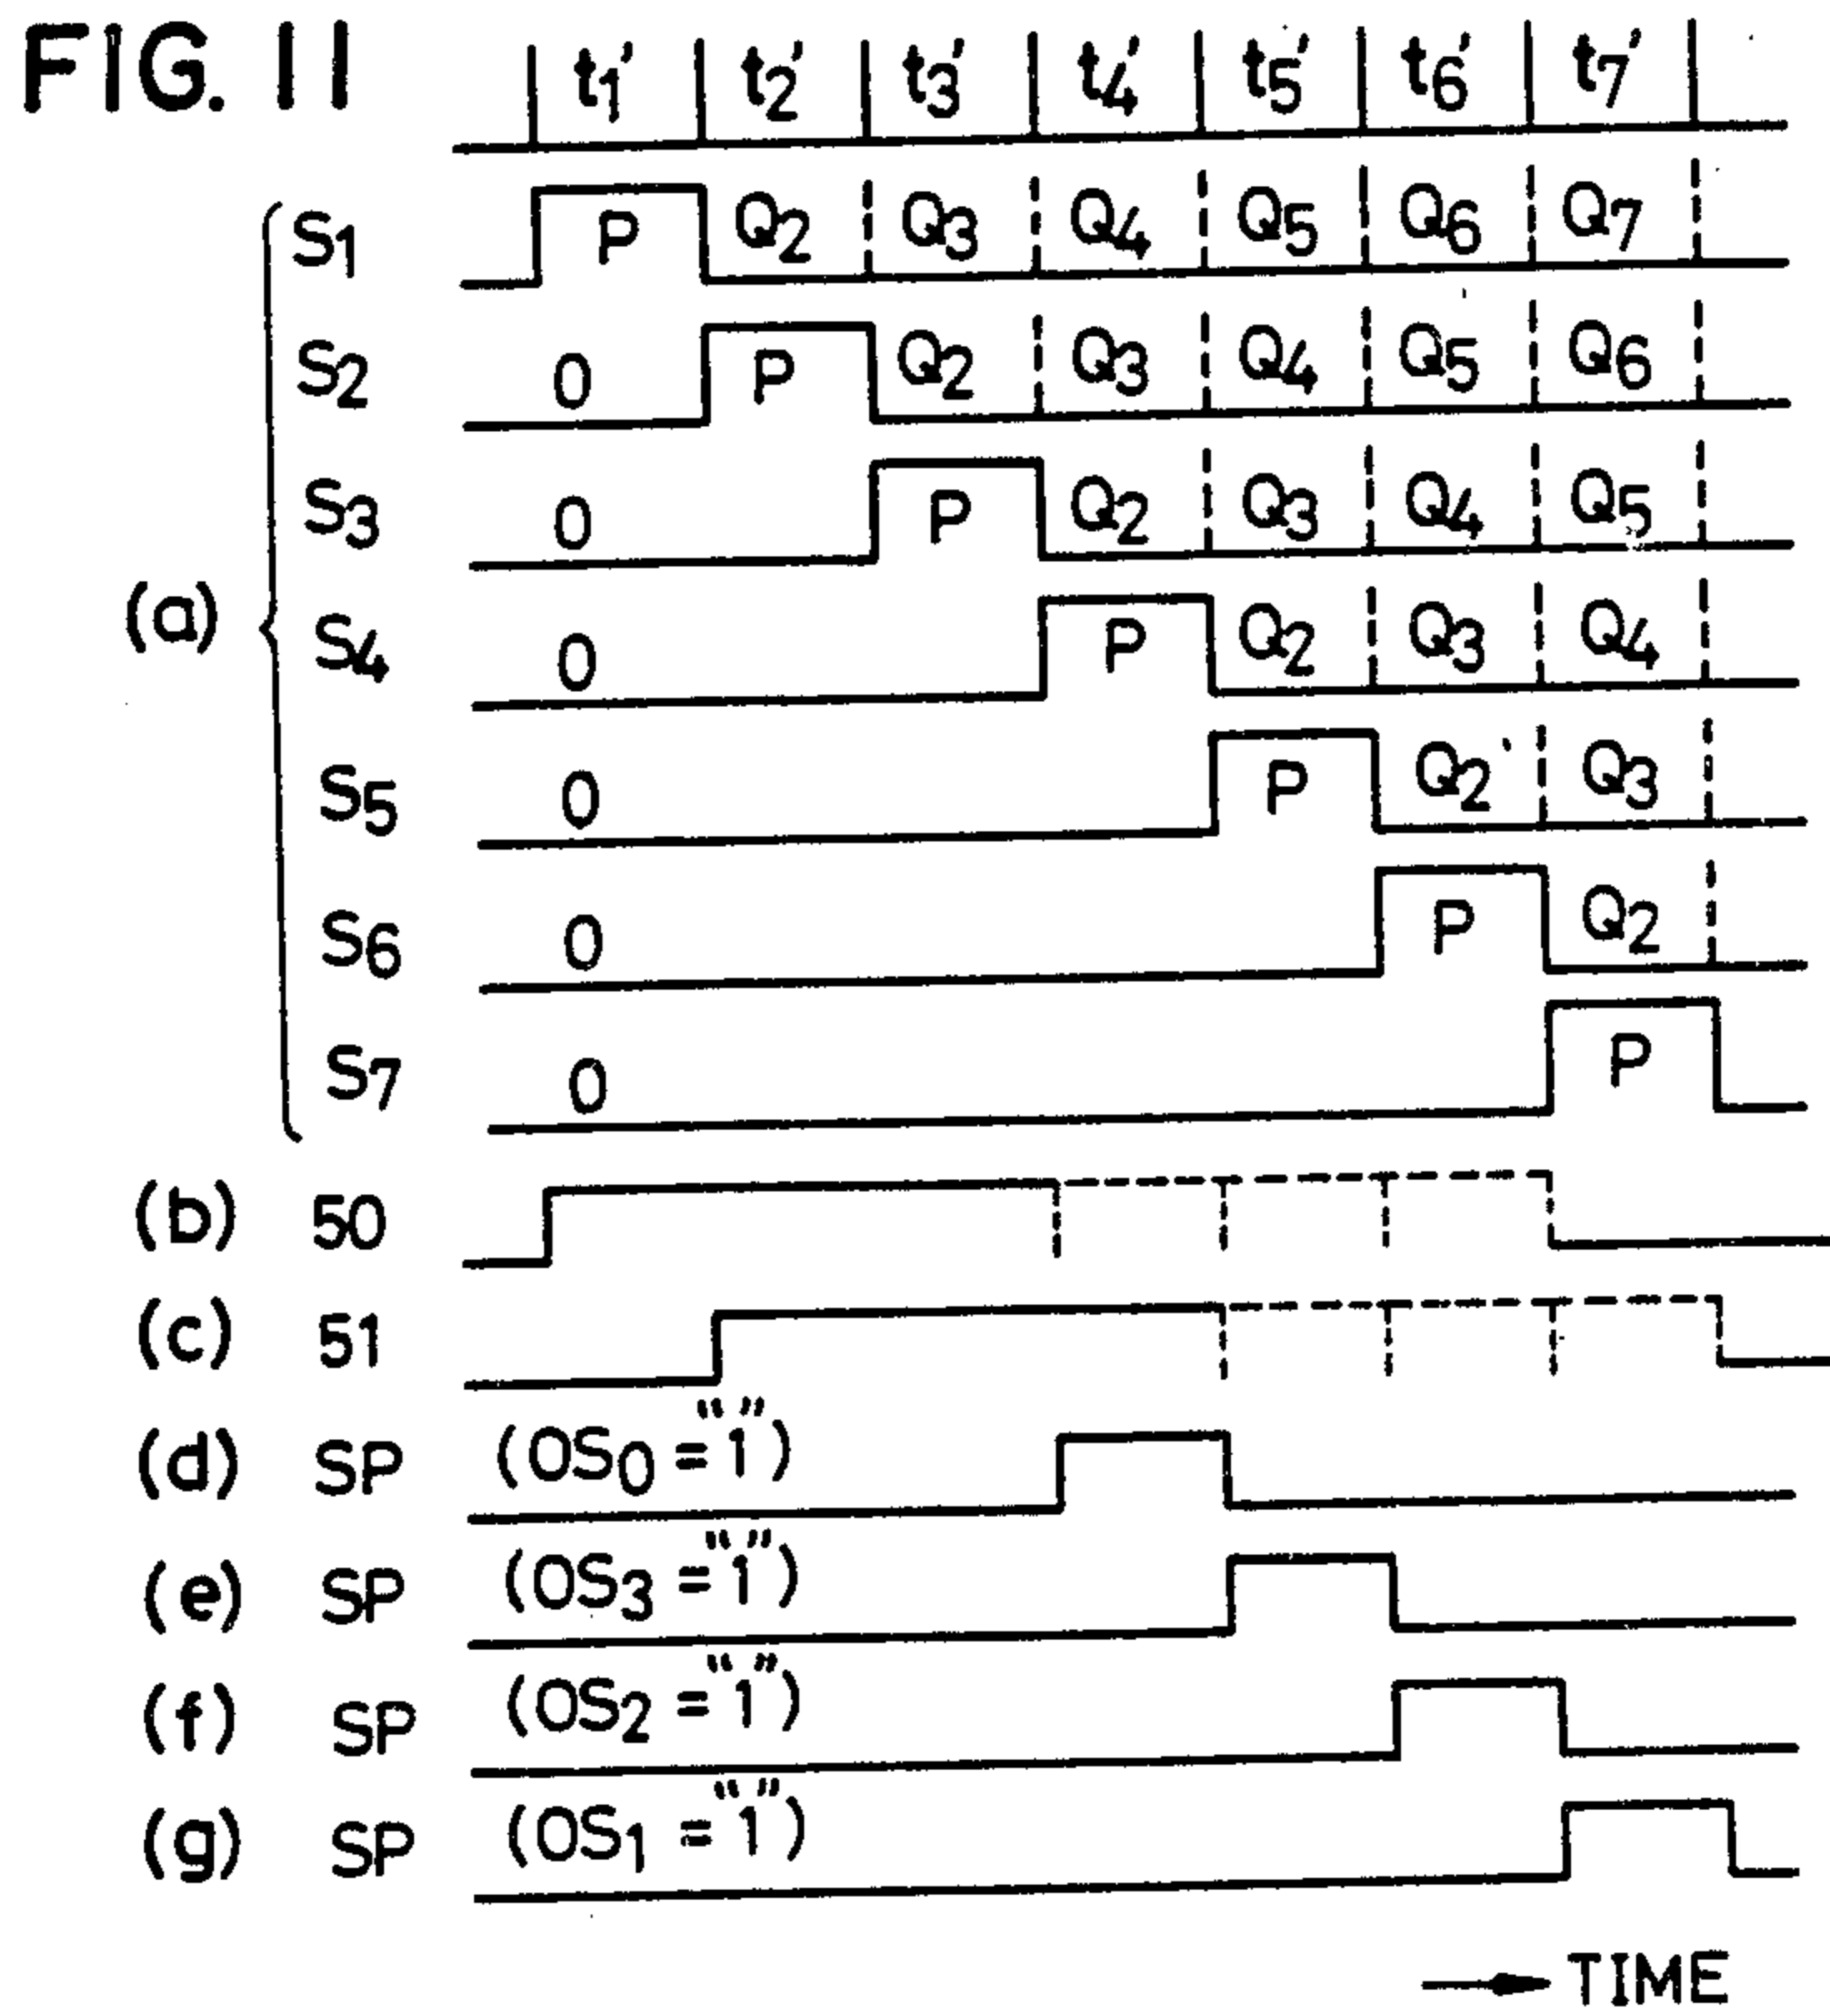 FIG. 11
t1' t2' t3' t4' t5' t6' t7'
S1 P Q2 Q3 Q4 Q5 Q6 Q7
S2 0 P Q2 Q3 Q4 Q5 Q6
S3 0 P Q2 Q3 Q4 Q5
(a) S4 0 P Q2 Q3 Q4
S5 0 P Q2 Q3
S6 0 P Q2
S7 0 P
(b) 50
(c) 51
(d) SP (OS0 = "1")
(e) SP (OS3 = "1")
(f) SP (OS2 = "1")
(g) SP (OS1 = "1")
→ TIME